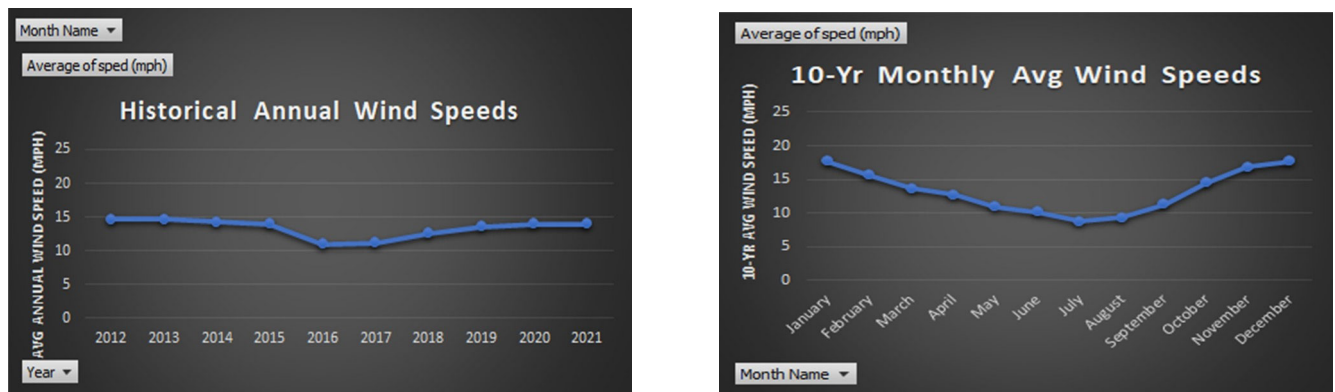 Month Name
Average of sped (mph)
Historical Annual Wind Speeds
AVG ANNUAL WIND SPEED (MPH)
25
20
15
10
5
0
2012 2013 2014 2015 2016 2017 2018 2019 2020 2021
Year
Average of sped (mph)
10-Yr Monthly Avg Wind Speeds
10-YR AVG WIND SPEED (MPH)
25
20
15
10
5
0
January February March April May June July August September October November December
Month Name